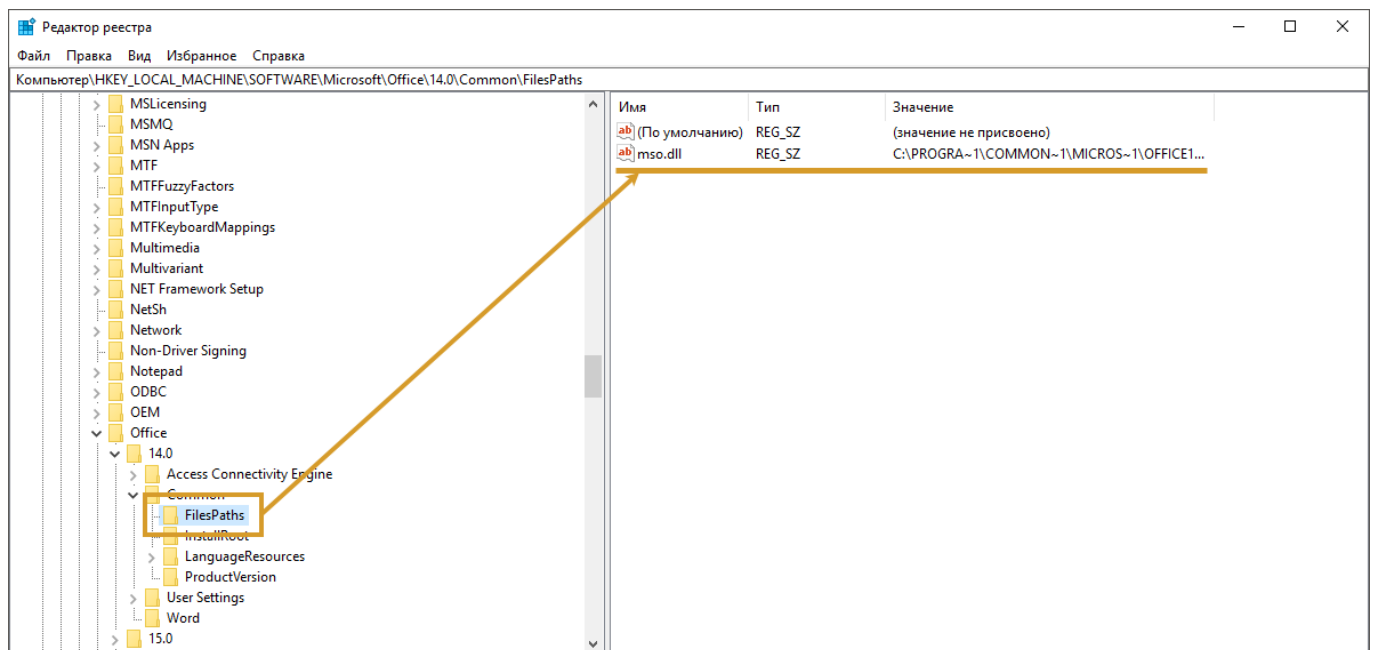 Редактор реестра
Файл Правка Вид Избранное Справка
Компьютер\HKEY_LOCAL_MACHINE\SOFTWARE\Microsoft\Office\14.0\Common\FilesPaths
MSLicensing
MSMQ
MSN Apps
MTF
MTFFuzzyFactors
MTFInputType
MTFKeyboardMappings
Multimedia
Multivariant
NET Framework Setup
NetSh
Network
Non-Driver Signing
Notepad
ODBC
OEM
Office
14.0
Access Connectivity Engine
Common
FilesPaths
InstallRoot
LanguageResources
ProductVersion
User Settings
Word
15.0
Имя Тип Значение
ab (По умолчанию) REG_SZ (значение не присвоено)
ab mso.dll REG_SZ C:\PROGRA~1\COMMON~1\MICROS~1\OFFICE1...